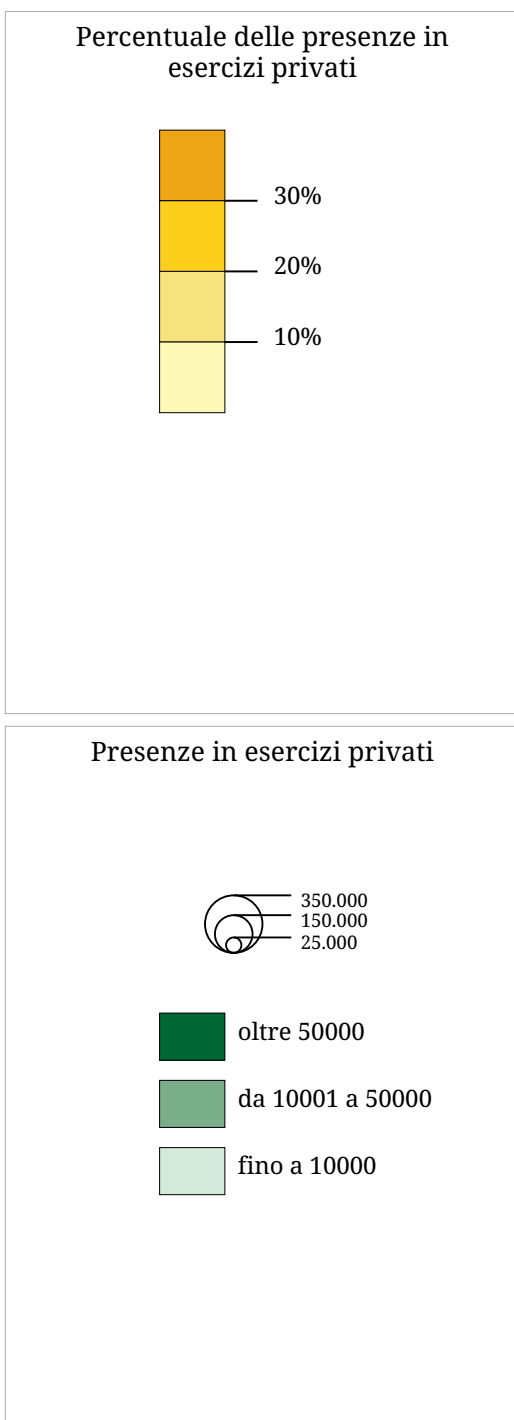 Percentuale delle presenze in
esercizi privati
30%
20%
10%
Presenze in esercizi privati
350.000
150.000
25.000
oltre 50000
da 10001 a 50000
fino a 10000